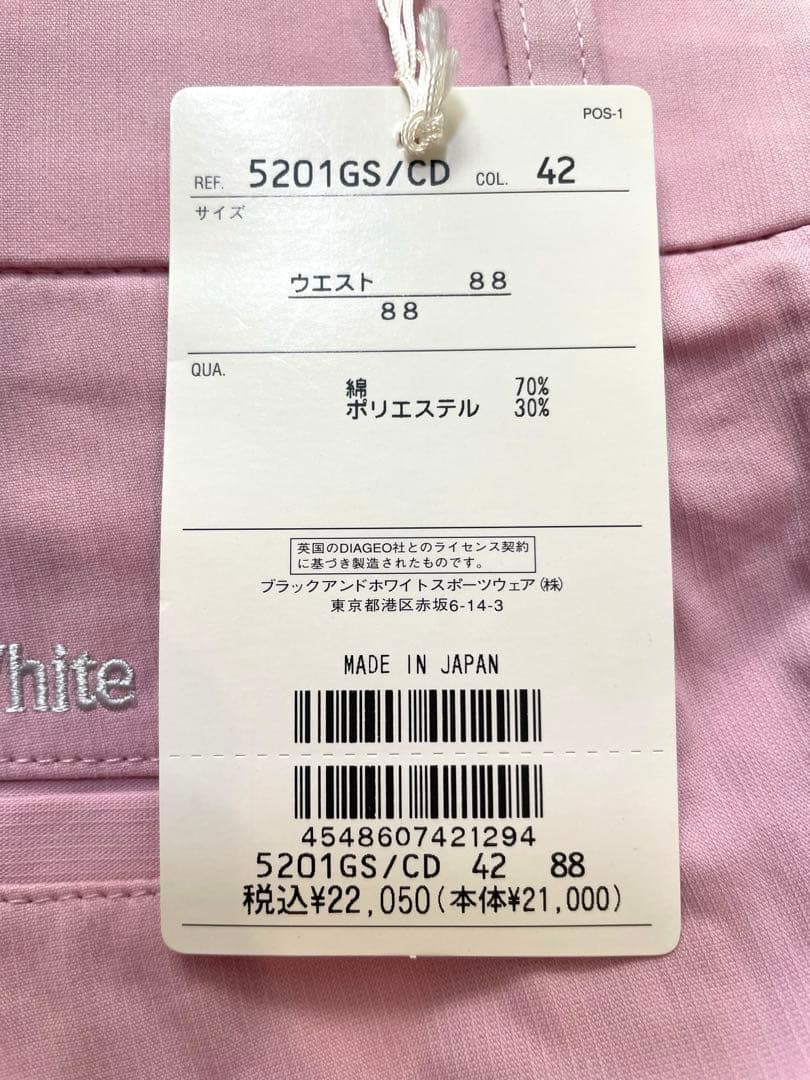 POS-1
REF. 5201GS/CD COL. 42
サイズ
ウエスト 88
88
QUA.
綿 70%
ポリエステル 30%
英国のDIAGEO社とのライセンス契約
に基づき製造されたものです。
ブラックアンドホワイトスポーツウェア(株)
東京都港区赤坂6-14-3
MADE IN JAPAN
White
4548607421294
5201GS/CD 42 88
税込¥22,050(本体¥21,000)